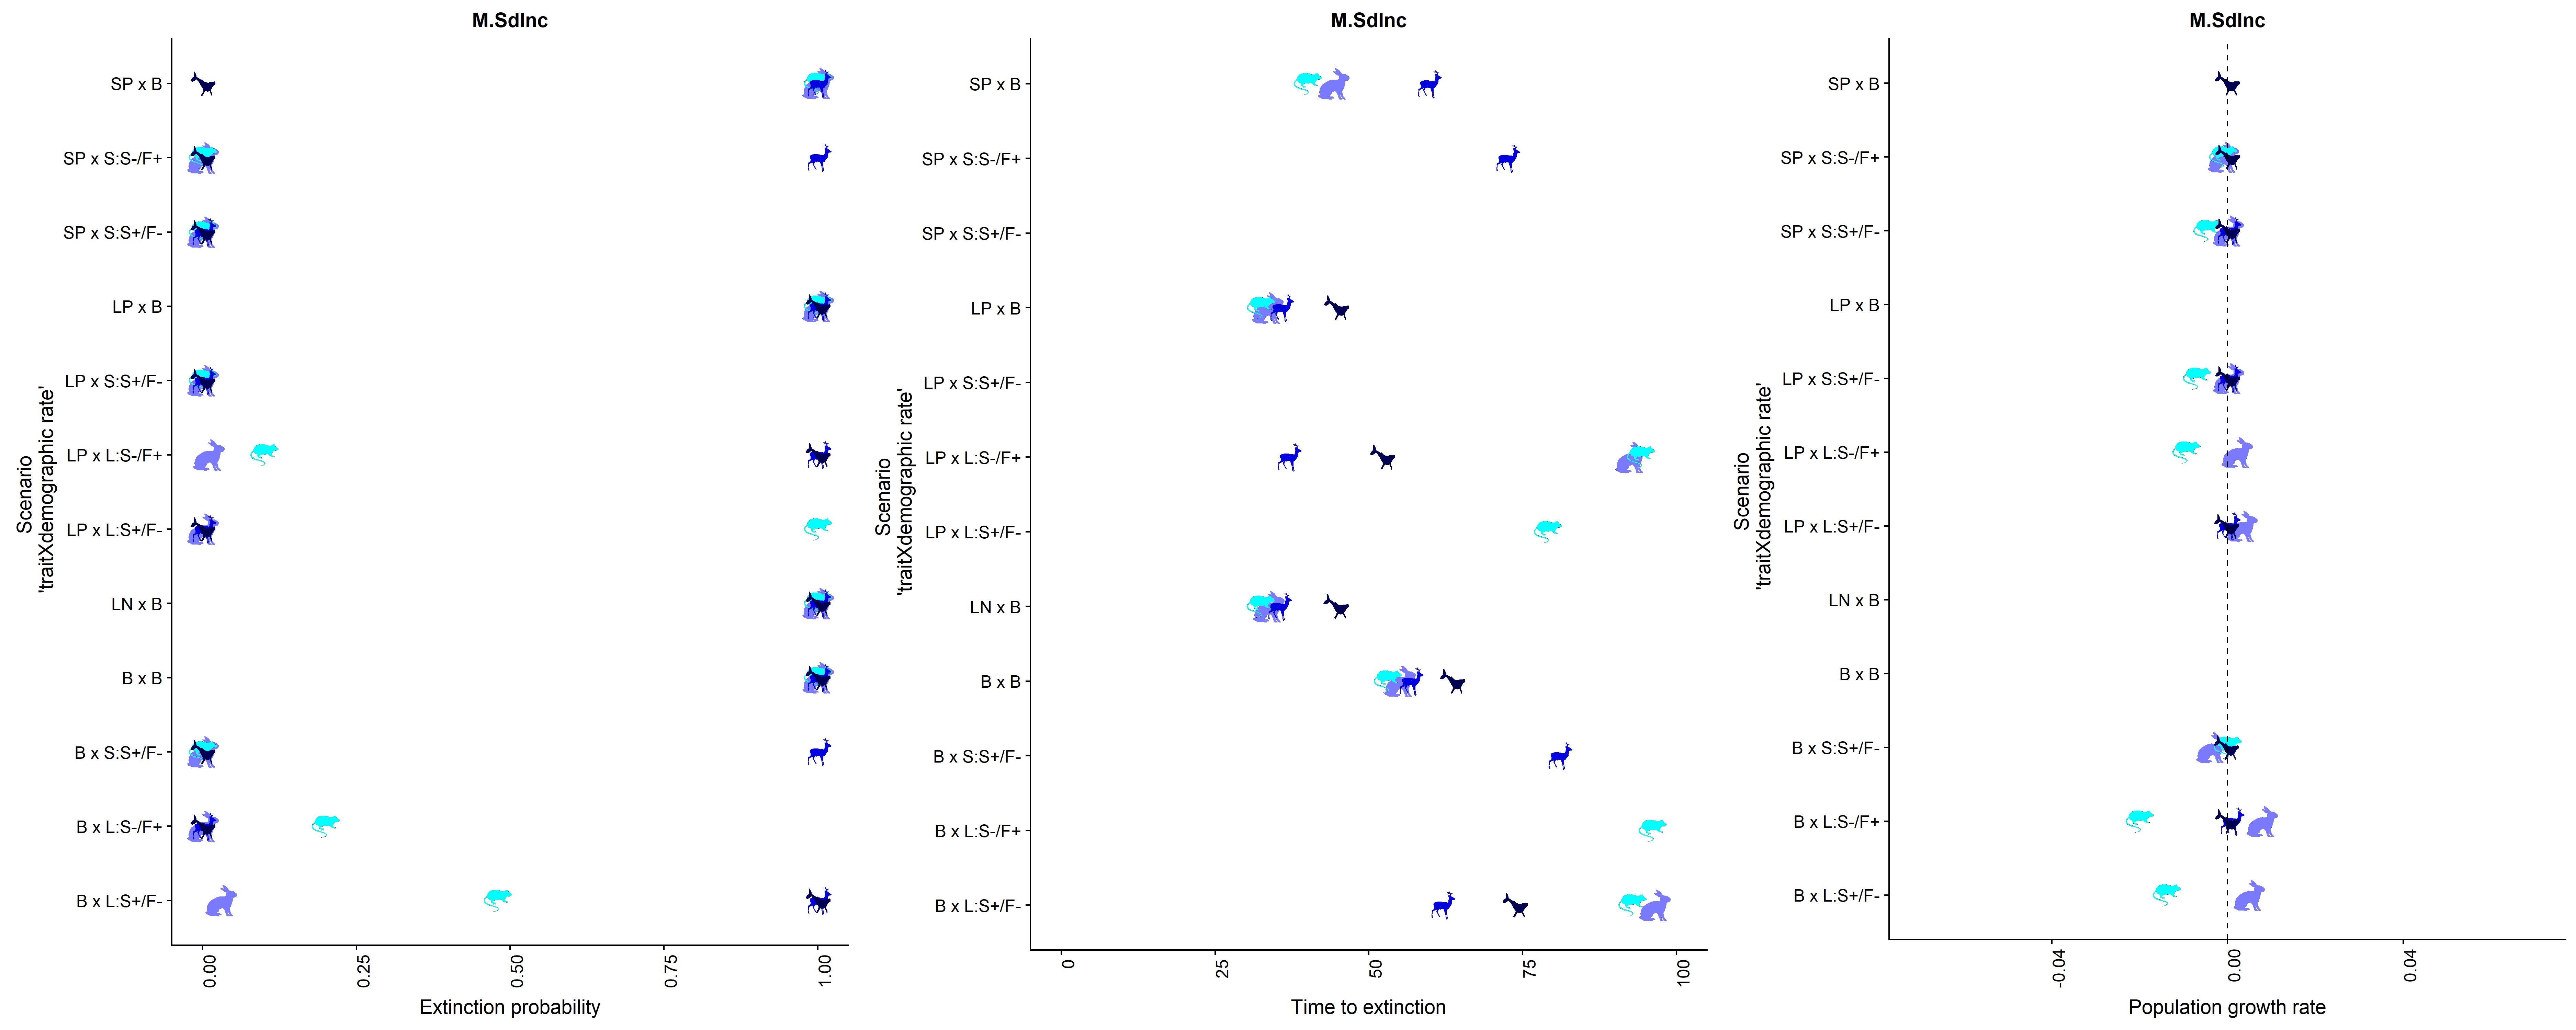 M.SdInc
SP x B
SP x S:S-/F+
SP x S:S+/F-
LP x B
LP x S:S+/F-
LP x L:S-/F+
LP x L:S+/F-
LN x B
B x B
B x S:S+/F-
B x L:S-/F+
B x L:S+/F-
Scenario
'traitXdemographic rate'
0.00
0.25
0.50
0.75
1.00
Extinction probability
M.SdInc
SP x B
SP x S:S-/F+
SP x S:S+/F-
LP x B
LP x S:S+/F-
LP x L:S-/F+
LP x L:S+/F-
LN x B
B x B
B x S:S+/F-
B x L:S-/F+
B x L:S+/F-
Scenario
'traitXdemographic rate'
0
25
50
75
100
Time to extinction
M.SdInc
SP x B
SP x S:S-/F+
SP x S:S+/F-
LP x B
LP x S:S+/F-
LP x L:S-/F+
LP x L:S+/F-
LN x B
B x B
B x S:S+/F-
B x L:S-/F+
B x L:S+/F-
Scenario
'traitXdemographic rate'
-0.04
0.00
0.04
Population growth rate